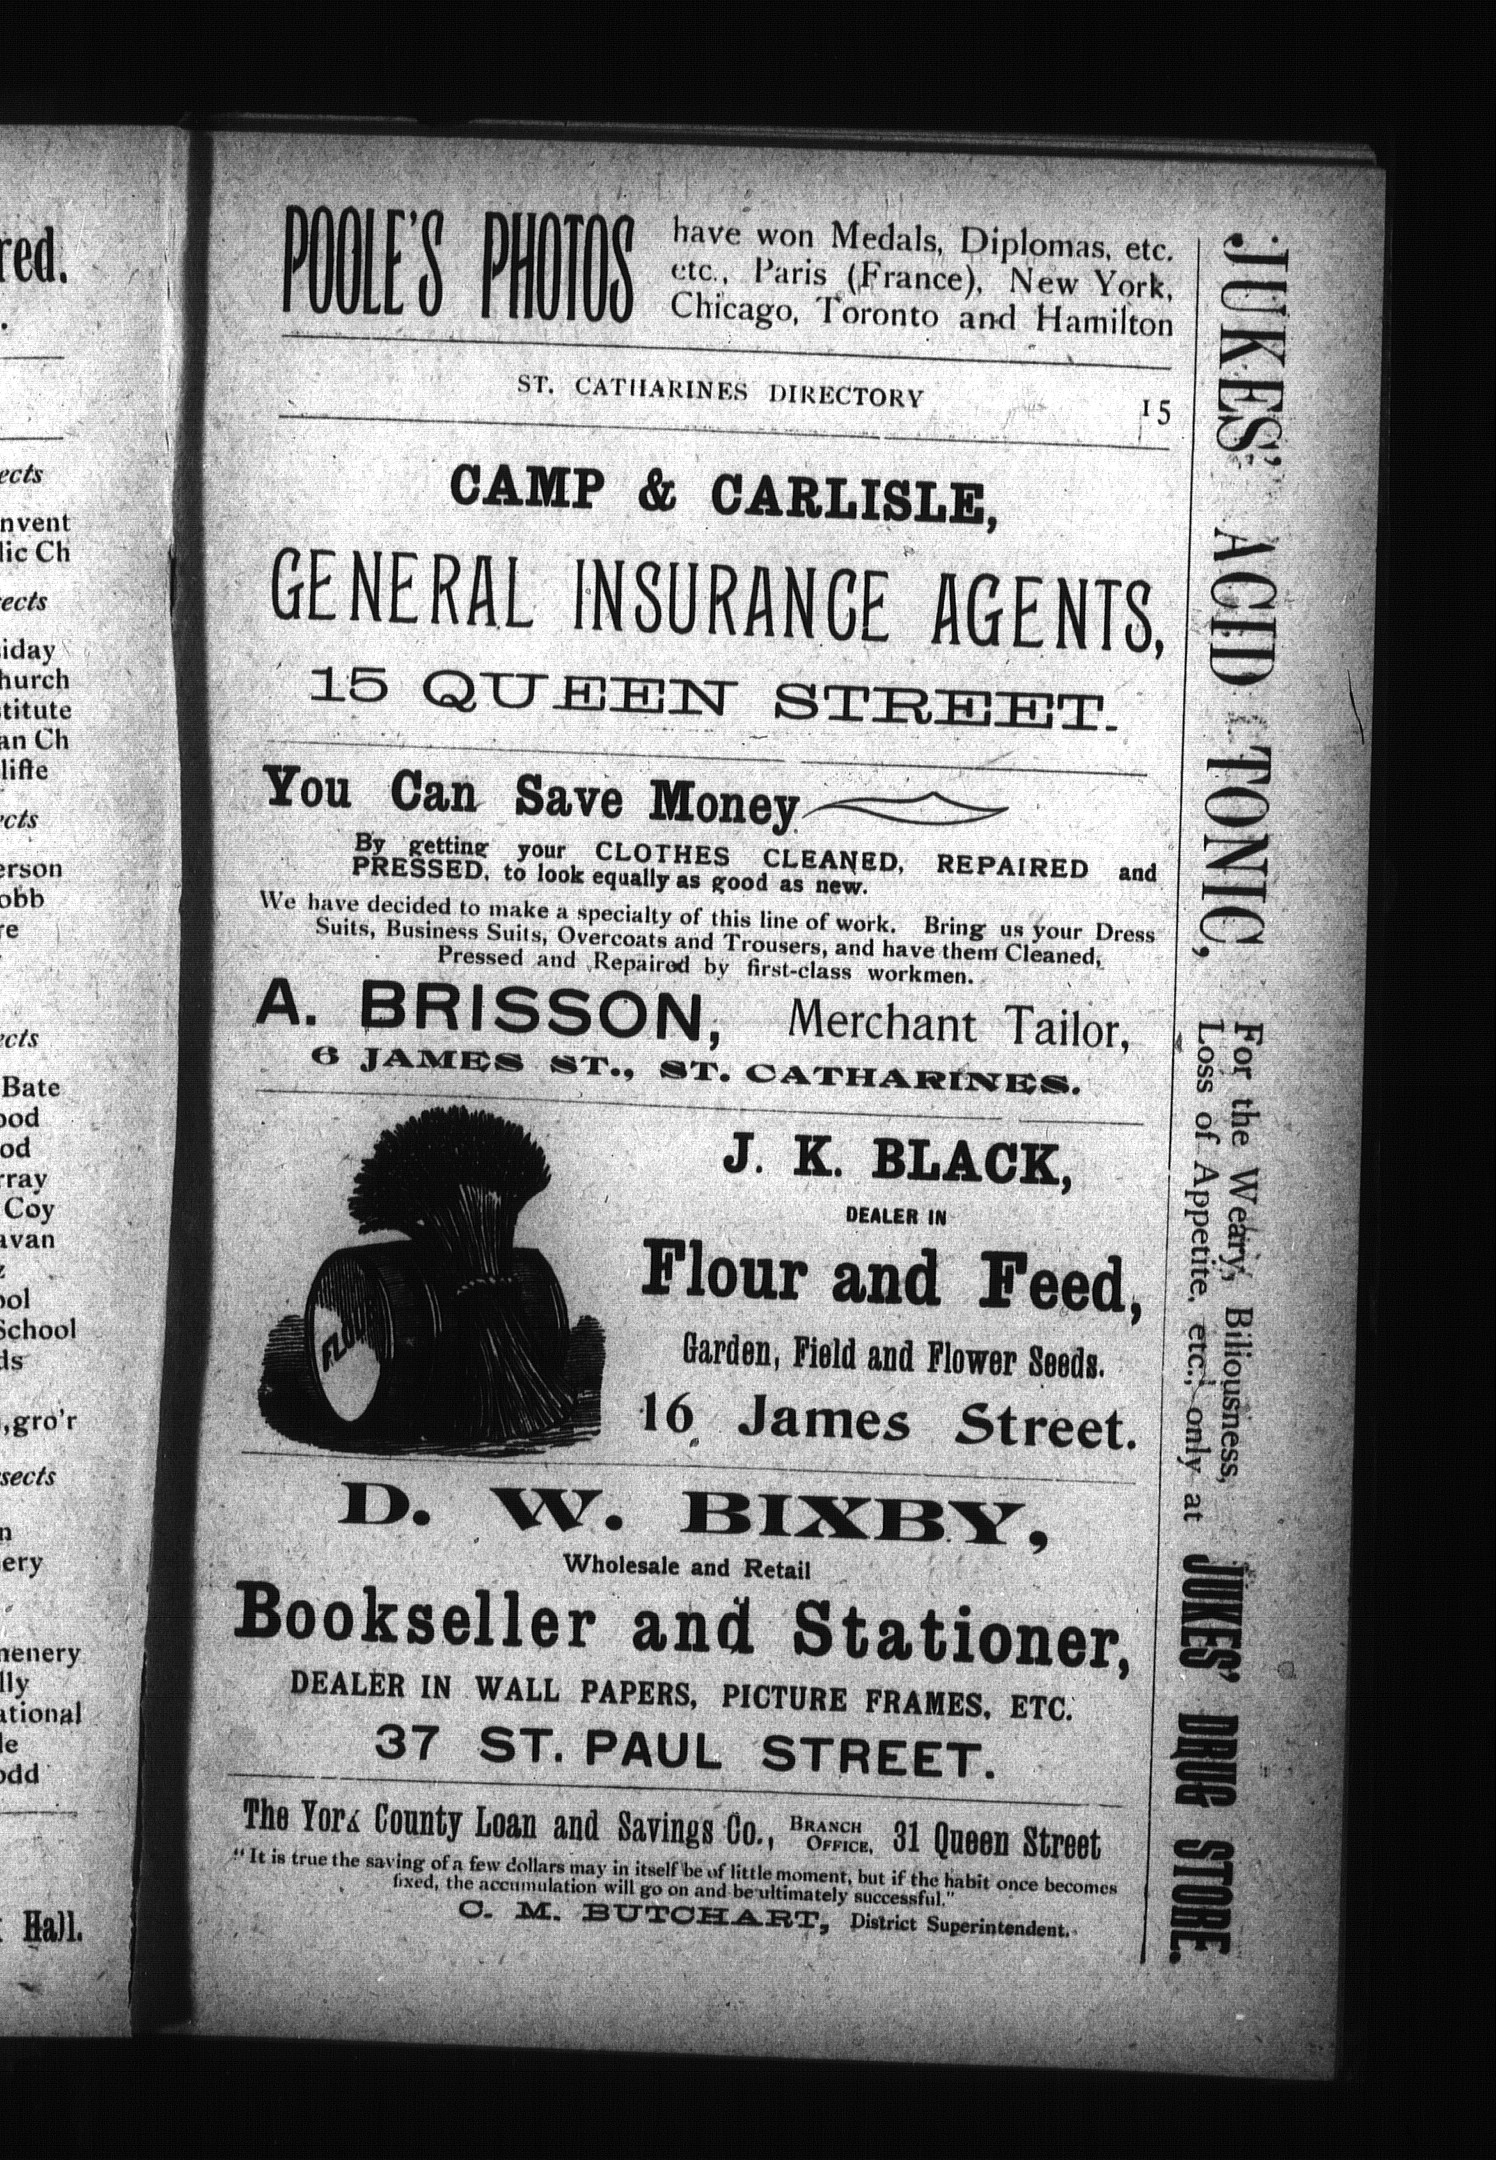 red.
ects
nvent
lic Ch
ects
iday
hurch
titute
an Ch
liffe
cts
erson
obb
re
cts
Bate
ood
od
rray
Coy
avan
z
ool
School
ds
,gro'r
sects
n
ery
nenery
lly
ational
le
odd
Hall.
POOLE'S PHOTOS
have won Medals, Diplomas, etc.
etc., Paris (France), New York,
Chicago, Toronto and Hamilton
ST. CATHARINES DIRECTORY 15
CAMP & CARLISLE,
GENERAL INSURANCE AGENTS,
15 QUEEN STREET.
You Can Save Money
By getting your CLOTHES CLEANED, REPAIRED and
PRESSED, to look equally as good as new.
We have decided to make a specialty of this line of work. Bring us your Dress
Suits, Business Suits, Overcoats and Trousers, and have them Cleaned,
Pressed and Repaired by first-class workmen.
A. BRISSON, Merchant Tailor,
6 JAMES ST., ST. CATHARINES.
FLOUR
J. K. BLACK,
DEALER IN
Flour and Feed,
Garden, Field and Flower Seeds.
16 James Street.
D. W. BIXBY,
Wholesale and Retail
Bookseller and Stationer,
DEALER IN WALL PAPERS, PICTURE FRAMES, ETC.
37 ST. PAUL STREET.
The York County Loan and Savings Co., BRANCH OFFICE, 31 Queen Street
"It is true the saving of a few dollars may in itself be of little moment, but if the habit once becomes
fixed, the accumulation will go on and be ultimately successful."
C. M. BUTCHART, District Superintendent.
JUKES' ACID TONIC,
For the Weary, Biliousness,
Loss of Appetite, etc., only at
JUKES' DRUG STORE.